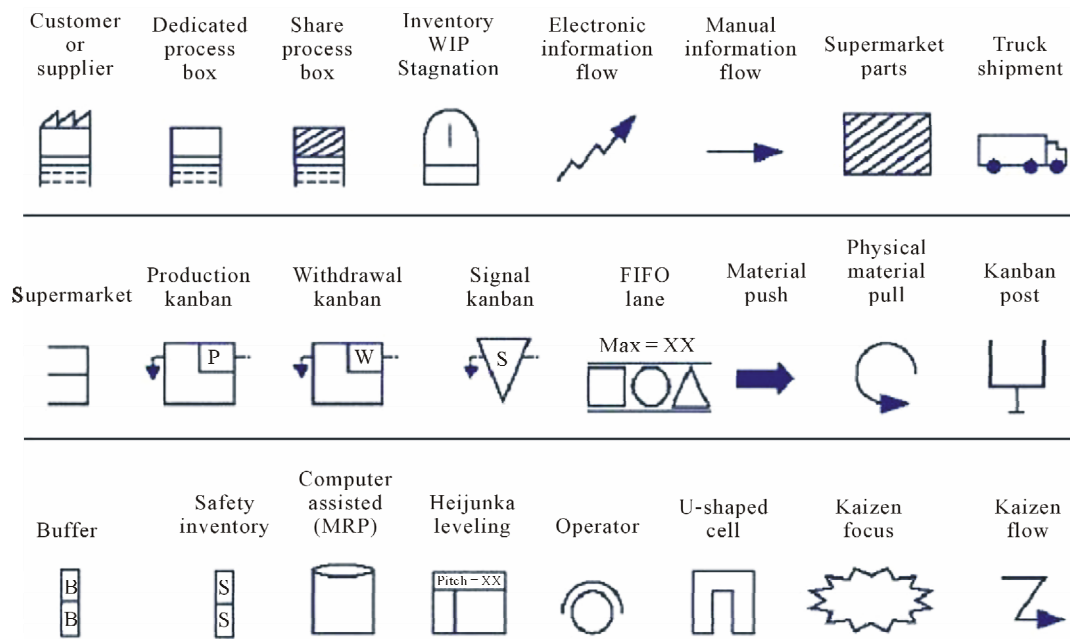 Customer
or
supplier
Dedicated
process
box
Share
process
box
Inventory
WIP
Stagnation
Electronic
information
flow
Manual
information
flow
Supermarket
parts
Truck
shipment
Supermarket
Production
kanban
P
Withdrawal
kanban
W
Signal
kanban
S
FIFO
lane
Max = XX
Material
push
Physical
material
pull
Kanban
post
Buffer
B
B
Safety
inventory
S
S
Computer
assisted
(MRP)
Heijunka
leveling
Pitch = XX
Operator
U-shaped
cell
Kaizen
focus
Kaizen
flow